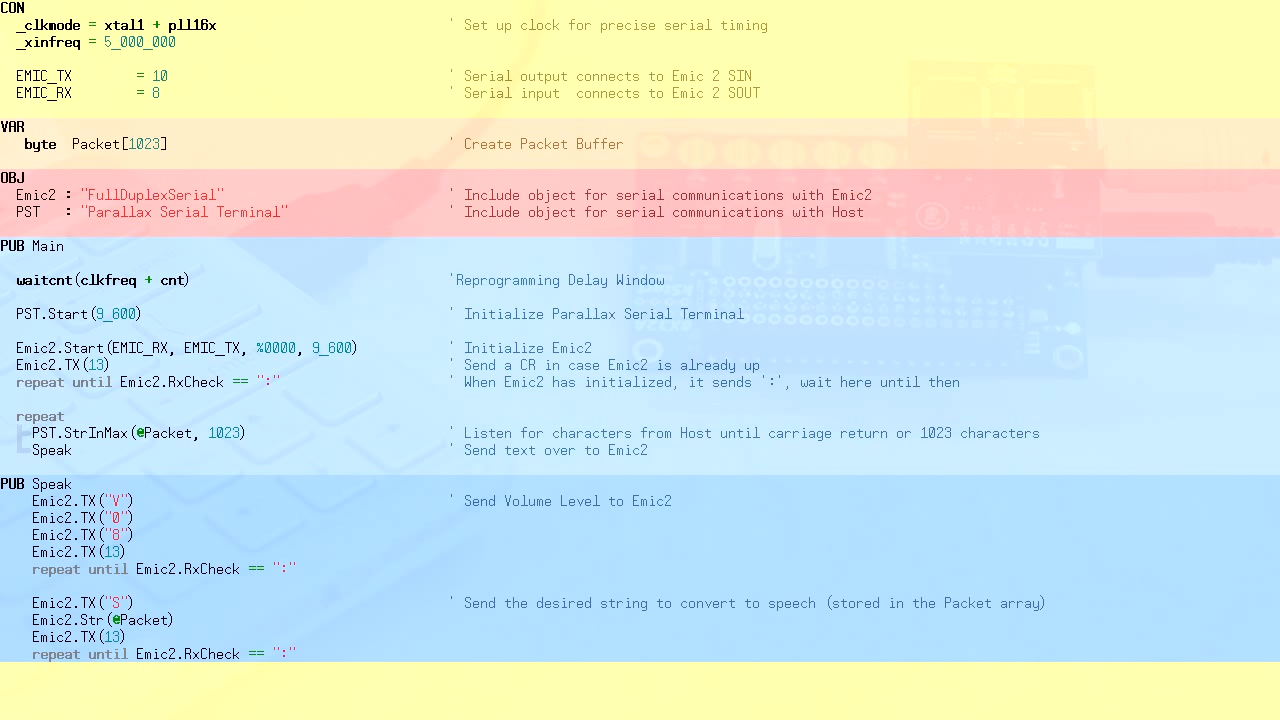 CON
_clkmode = xtal1 + pll16x ' Set up clock for precise serial timing
_xinfreq = 5_000_000
EMIC_TX = 10 ' Serial output connects to Emic 2 SIN
EMIC_RX = 8 ' Serial input  connects to Emic 2 SOUT
VAR
byte Packet[1023] ' Create Packet Buffer
OBJ
Emic2 : "FullDuplexSerial" ' Include object for serial communications with Emic2
PST : "Parallax Serial Terminal" ' Include object for serial communications with Host
PUB Main
waitcnt(clkfreq + cnt) 'Reprogramming Delay Window
PST.Start(9_600) ' Initialize Parallax Serial Terminal
Emic2.Start(EMIC_RX, EMIC_TX, %0000, 9_600) ' Initialize Emic2
Emic2.TX(13) ' Send a CR in case Emic2 is already up
repeat until Emic2.RxCheck == ":" ' When Emic2 has initialized, it sends ':', wait here until then
repeat
PST.StrInMax(@Packet, 1023) ' Listen for characters from Host until carriage return or 1023 characters
Speak ' Send text over to Emic2
PUB Speak
Emic2.TX("V") ' Send Volume Level to Emic2
Emic2.TX("0")
Emic2.TX("8")
Emic2.TX(13)
repeat until Emic2.RxCheck == ":"
Emic2.TX("S") ' Send the desired string to convert to speech (stored in the Packet array)
Emic2.Str(@Packet)
Emic2.TX(13)
repeat until Emic2.RxCheck == ":"